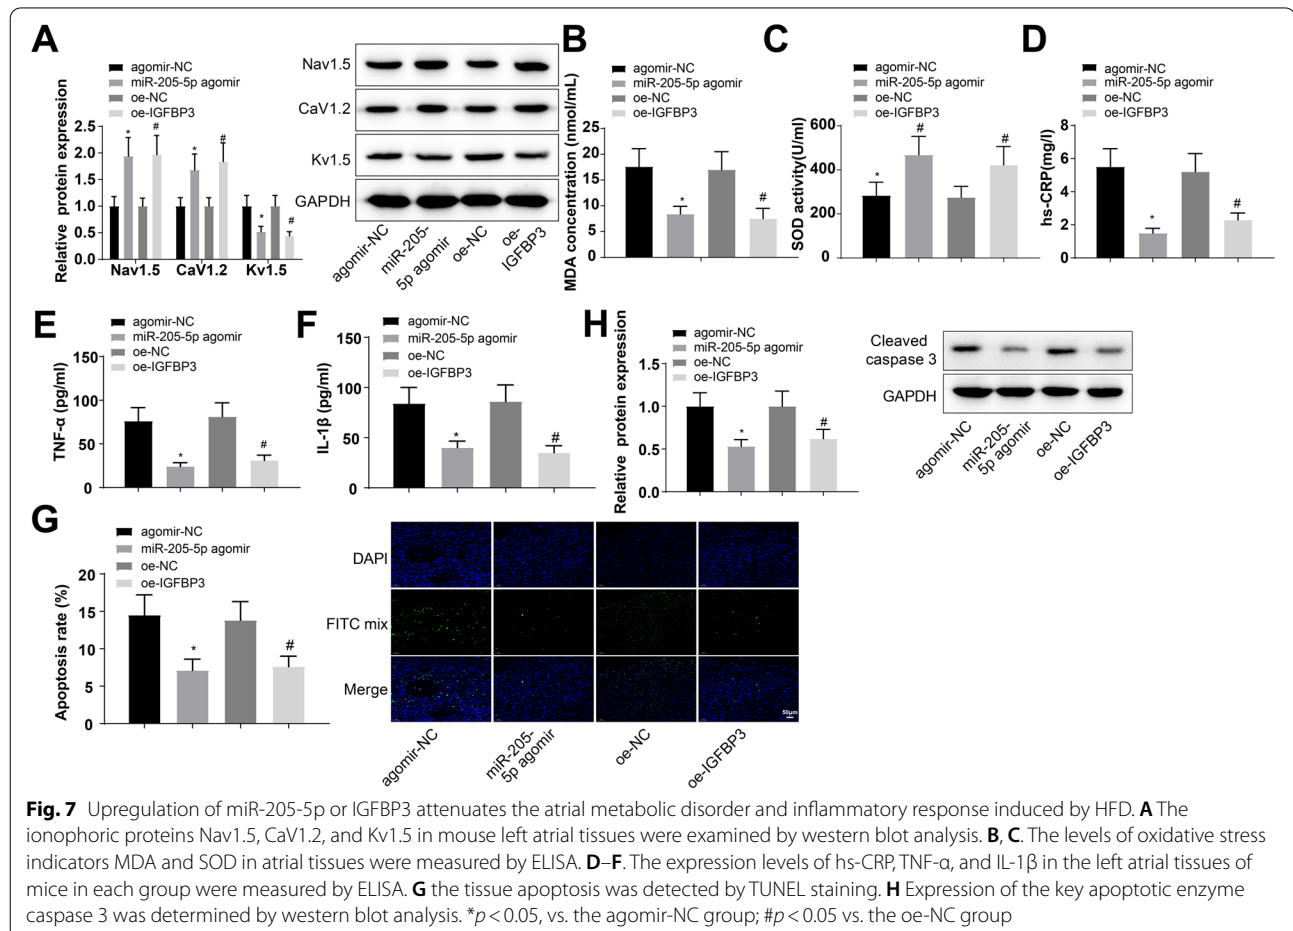 A
agomir-NC
miR-205-5p agomir
oe-NC
oe-IGFBP3
Relative protein expression
2.5
2.0
1.5
1.0
0.5
0.0
* # * # * #
Nav1.5 CaV1.2 Kv1.5
Nav1.5
CaV1.2
Kv1.5
GAPDH
agomir-NC
miR-205-
5p agomir
oe-NC
oe-
IGFBP3
B
agomir-NC
miR-205-5p agomir
oe-NC
oe-IGFBP3
MDA concentration (nmol/mL)
25
20
15
10
5
0
* #
C
agomir-NC
miR-205-5p agomir
oe-NC
oe-IGFBP3
SOD activity(U/ml)
600
400
200
0
* # #
D
agomir-NC
miR-205-5p agomir
oe-NC
oe-IGFBP3
hs-CRP(mg/l)
8
6
4
2
0
* #
E
agomir-NC
miR-205-5p agomir
oe-NC
oe-IGFBP3
TNF-α (pg/ml)
150
100
50
0
* #
F
agomir-NC
miR-205-5p agomir
oe-NC
oe-IGFBP3
IL-1β (pg/ml)
150
100
50
0
* #
H
agomir-NC
miR-205-5p agomir
oe-NC
oe-IGFBP3
Relative protein expression
1.5
1.0
0.5
0.0
* #
Cleaved
caspase 3
GAPDH
agomir-NC
miR-205-
5p agomir
oe-NC
oe-IGFBP3
G
agomir-NC
miR-205-5p agomir
oe-NC
oe-IGFBP3
Apoptosis rate (%)
20
15
10
5
0
* #
DAPI
FITC mix
Merge
50μm
agomir-NC
miR-205-
5p agomir
oe-NC
oe-IGFBP3
Fig. 7 Upregulation of miR-205-5p or IGFBP3 attenuates the atrial metabolic disorder and inflammatory response induced by HFD. A The
ionophoric proteins Nav1.5, CaV1.2, and Kv1.5 in mouse left atrial tissues were examined by western blot analysis. B, C. The levels of oxidative stress
indicators MDA and SOD in atrial tissues were measured by ELISA. D–F. The expression levels of hs-CRP, TNF-α, and IL-1β in the left atrial tissues of
mice in each group were measured by ELISA. G the tissue apoptosis was detected by TUNEL staining. H Expression of the key apoptotic enzyme
caspase 3 was determined by western blot analysis. *p < 0.05, vs. the agomir-NC group; #p < 0.05 vs. the oe-NC group